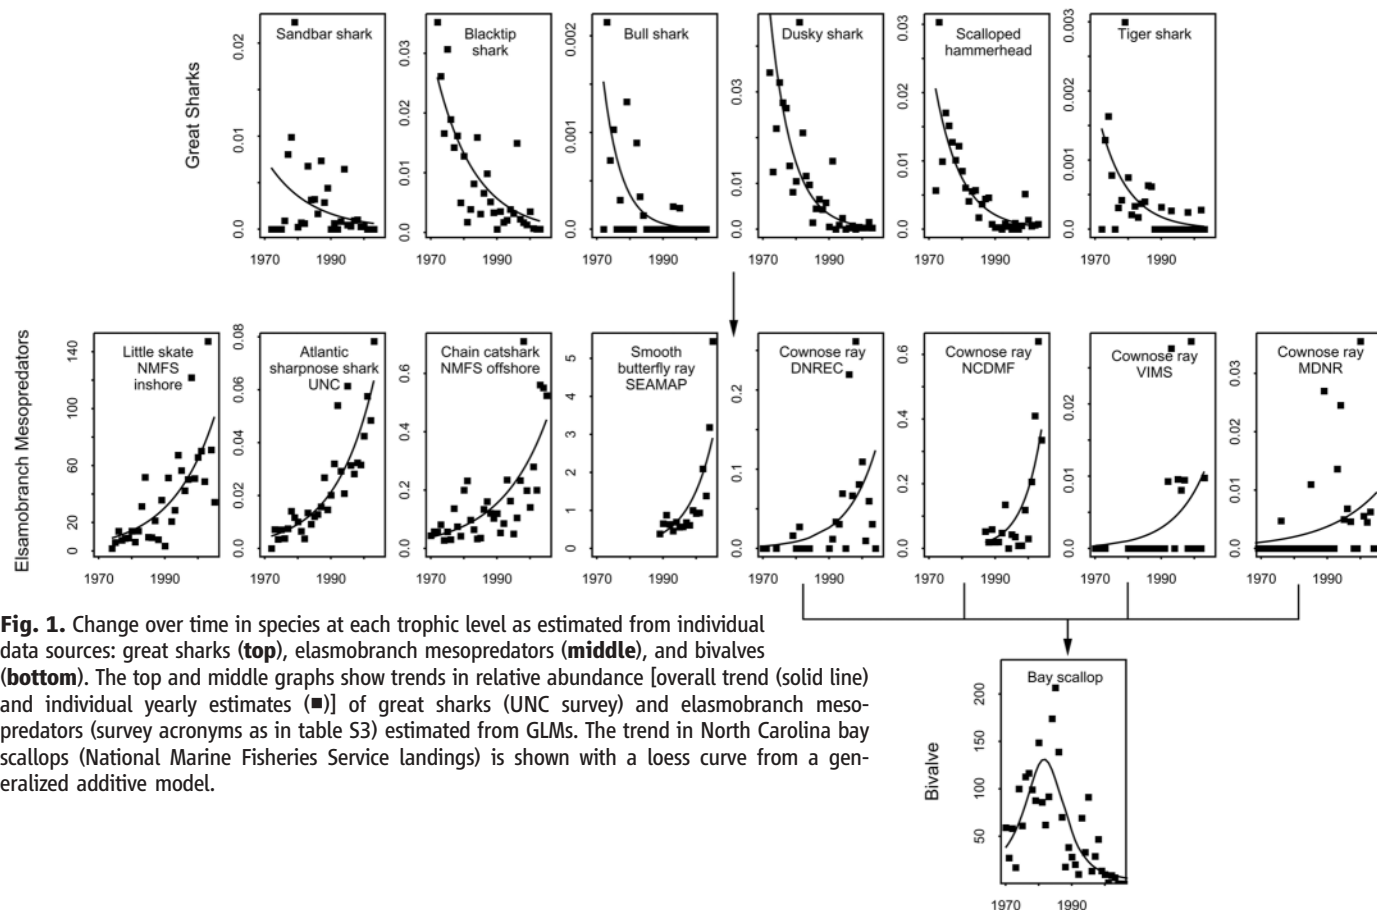 Great Sharks
Sandbar shark
0.0 0.01 0.02
1970 1990
Blacktip
shark
0.0 0.01 0.02 0.03
1970 1990
Bull shark
0.0 0.001 0.002
1970 1990
Dusky shark
0.0 0.01 0.03
1970 1990
Scalloped
hammerhead
0.0 0.01 0.02 0.03
1970 1990
Tiger shark
0.0 0.001 0.002 0.003
1970 1990
Elsamobranch Mesopredators
Little skate
NMFS
inshore
0 20 60 100 140
1970 1990
Atlantic
sharpnose shark
UNC
0.0 0.02 0.04 0.06 0.08
1970 1990
Chain catshark
NMFS offshore
0.0 0.2 0.4 0.6
1970 1990
Smooth
butterfly ray
SEAMAP
0 1 2 3 4 5
1970 1990
Cownose ray
DNREC
0.0 0.1 0.2
1970 1990
Cownose ray
NCDMF
0.0 0.2 0.4 0.6
1970 1990
Cownose ray
VIMS
0.0 0.01 0.02
1970 1990
Cownose ray
MDNR
0.0 0.01 0.02 0.03
1970 1990
Fig. 1. Change over time in species at each trophic level as estimated from individual
data sources: great sharks (top), elasmobranch mesopredators (middle), and bivalves
(bottom). The top and middle graphs show trends in relative abundance [overall trend (solid line)
and individual yearly estimates (■)] of great sharks (UNC survey) and elasmobranch meso-
predators (survey acronyms as in table S3) estimated from GLMs. The trend in North Carolina bay
scallops (National Marine Fisheries Service landings) is shown with a loess curve from a gen-
eralized additive model.
Bivalve
Bay scallop
50 100 150 200
1970 1990